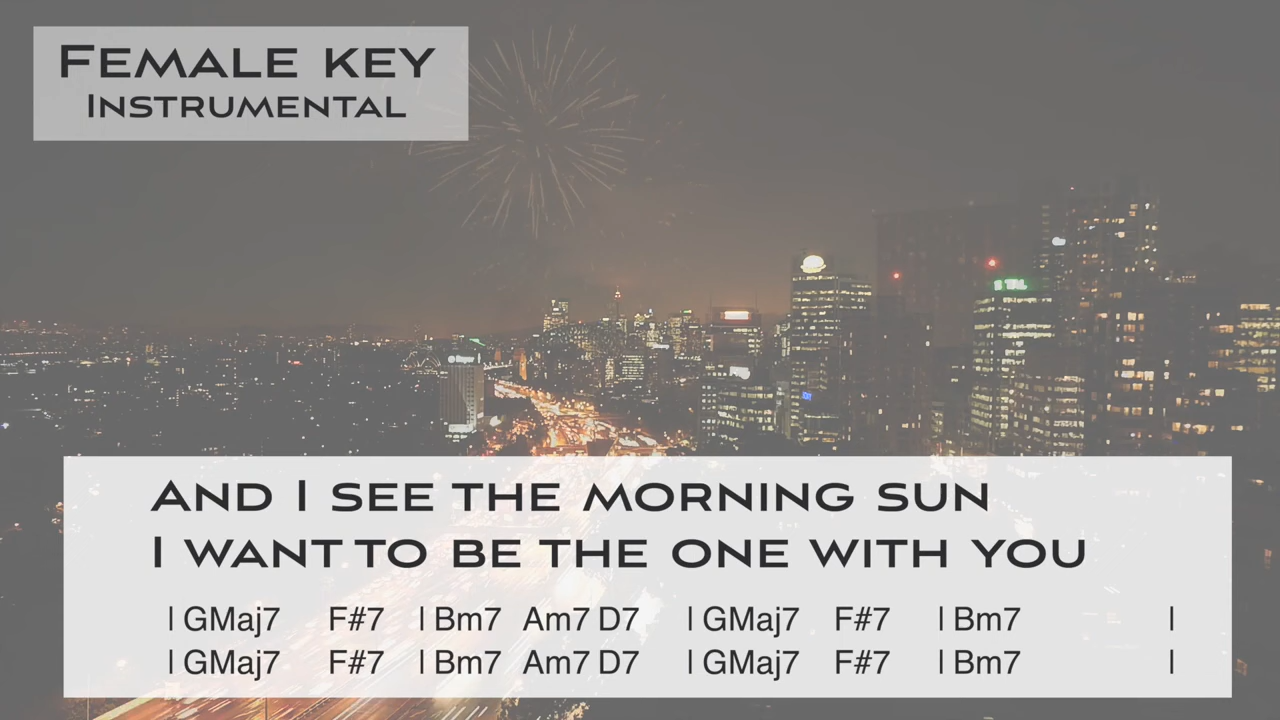 Female key
Instrumental
And I see the morning sun
I want to be the one with you
| GMaj7 F#7 | Bm7 Am7 D7 | GMaj7 F#7 | Bm7 |
| GMaj7 F#7 | Bm7 Am7 D7 | GMaj7 F#7 | Bm7 |